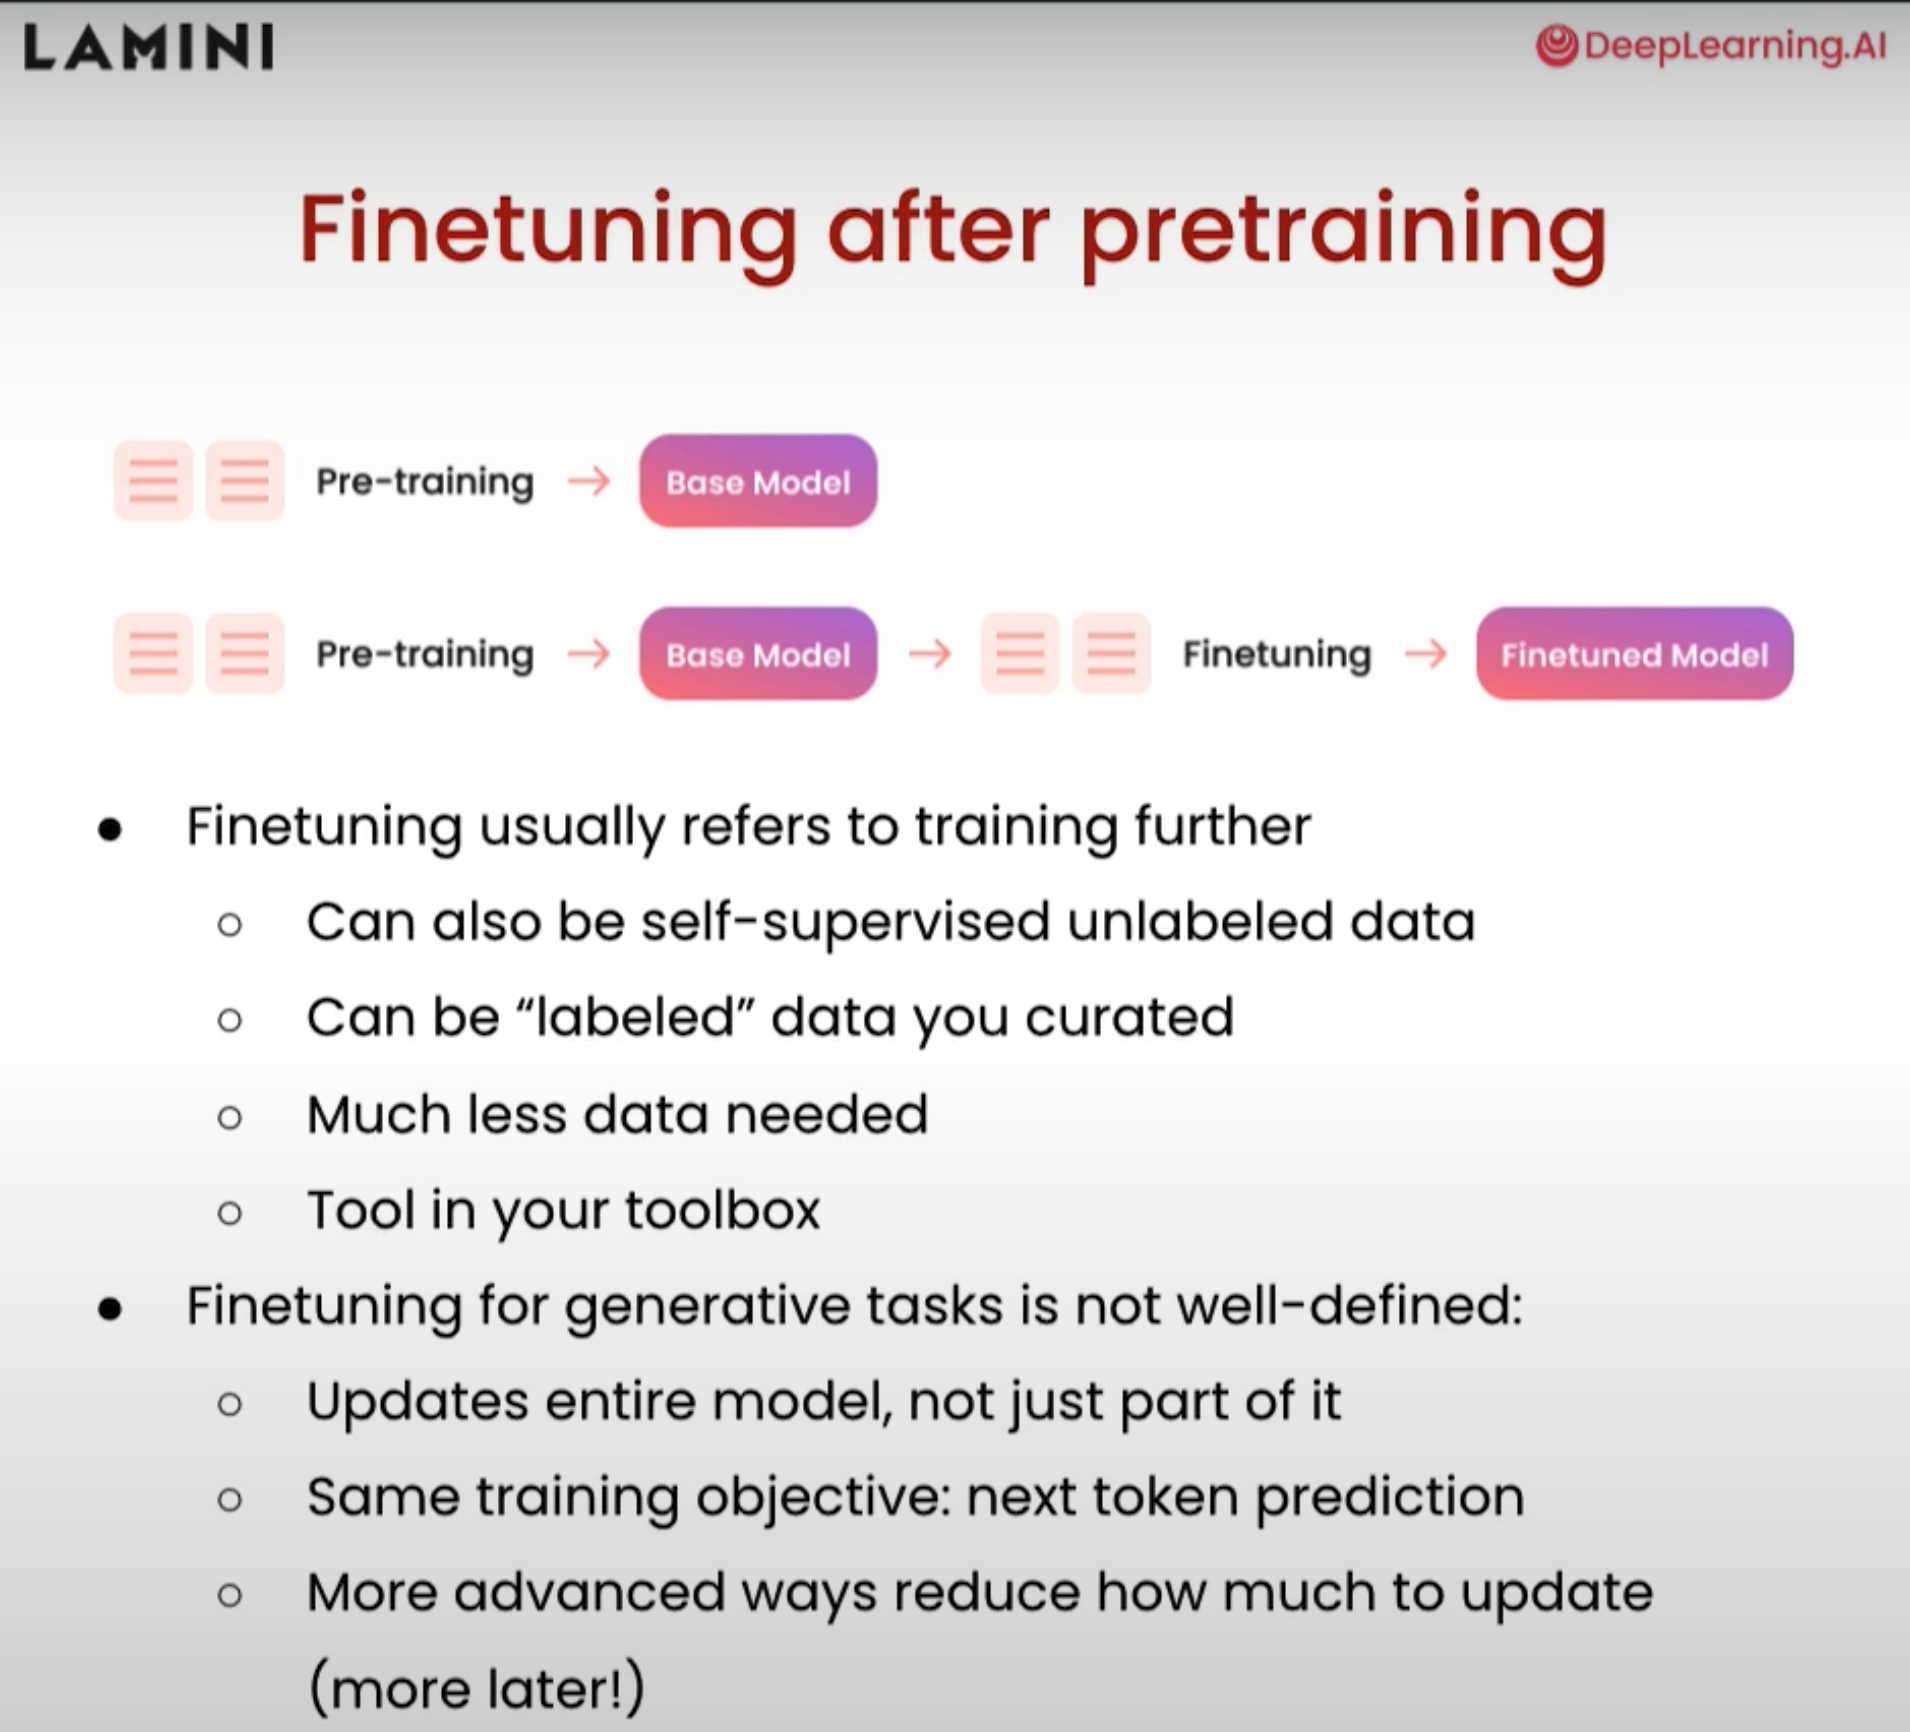 LAMINI
DeepLearning.AI
Finetuning after pretraining
Pre-training → Base Model
Pre-training → Base Model → Finetuning → Finetuned Model
● Finetuning usually refers to training further
○ Can also be self-supervised unlabeled data
○ Can be “labeled” data you curated
○ Much less data needed
○ Tool in your toolbox
● Finetuning for generative tasks is not well-defined:
○ Updates entire model, not just part of it
○ Same training objective: next token prediction
○ More advanced ways reduce how much to update
(more later!)